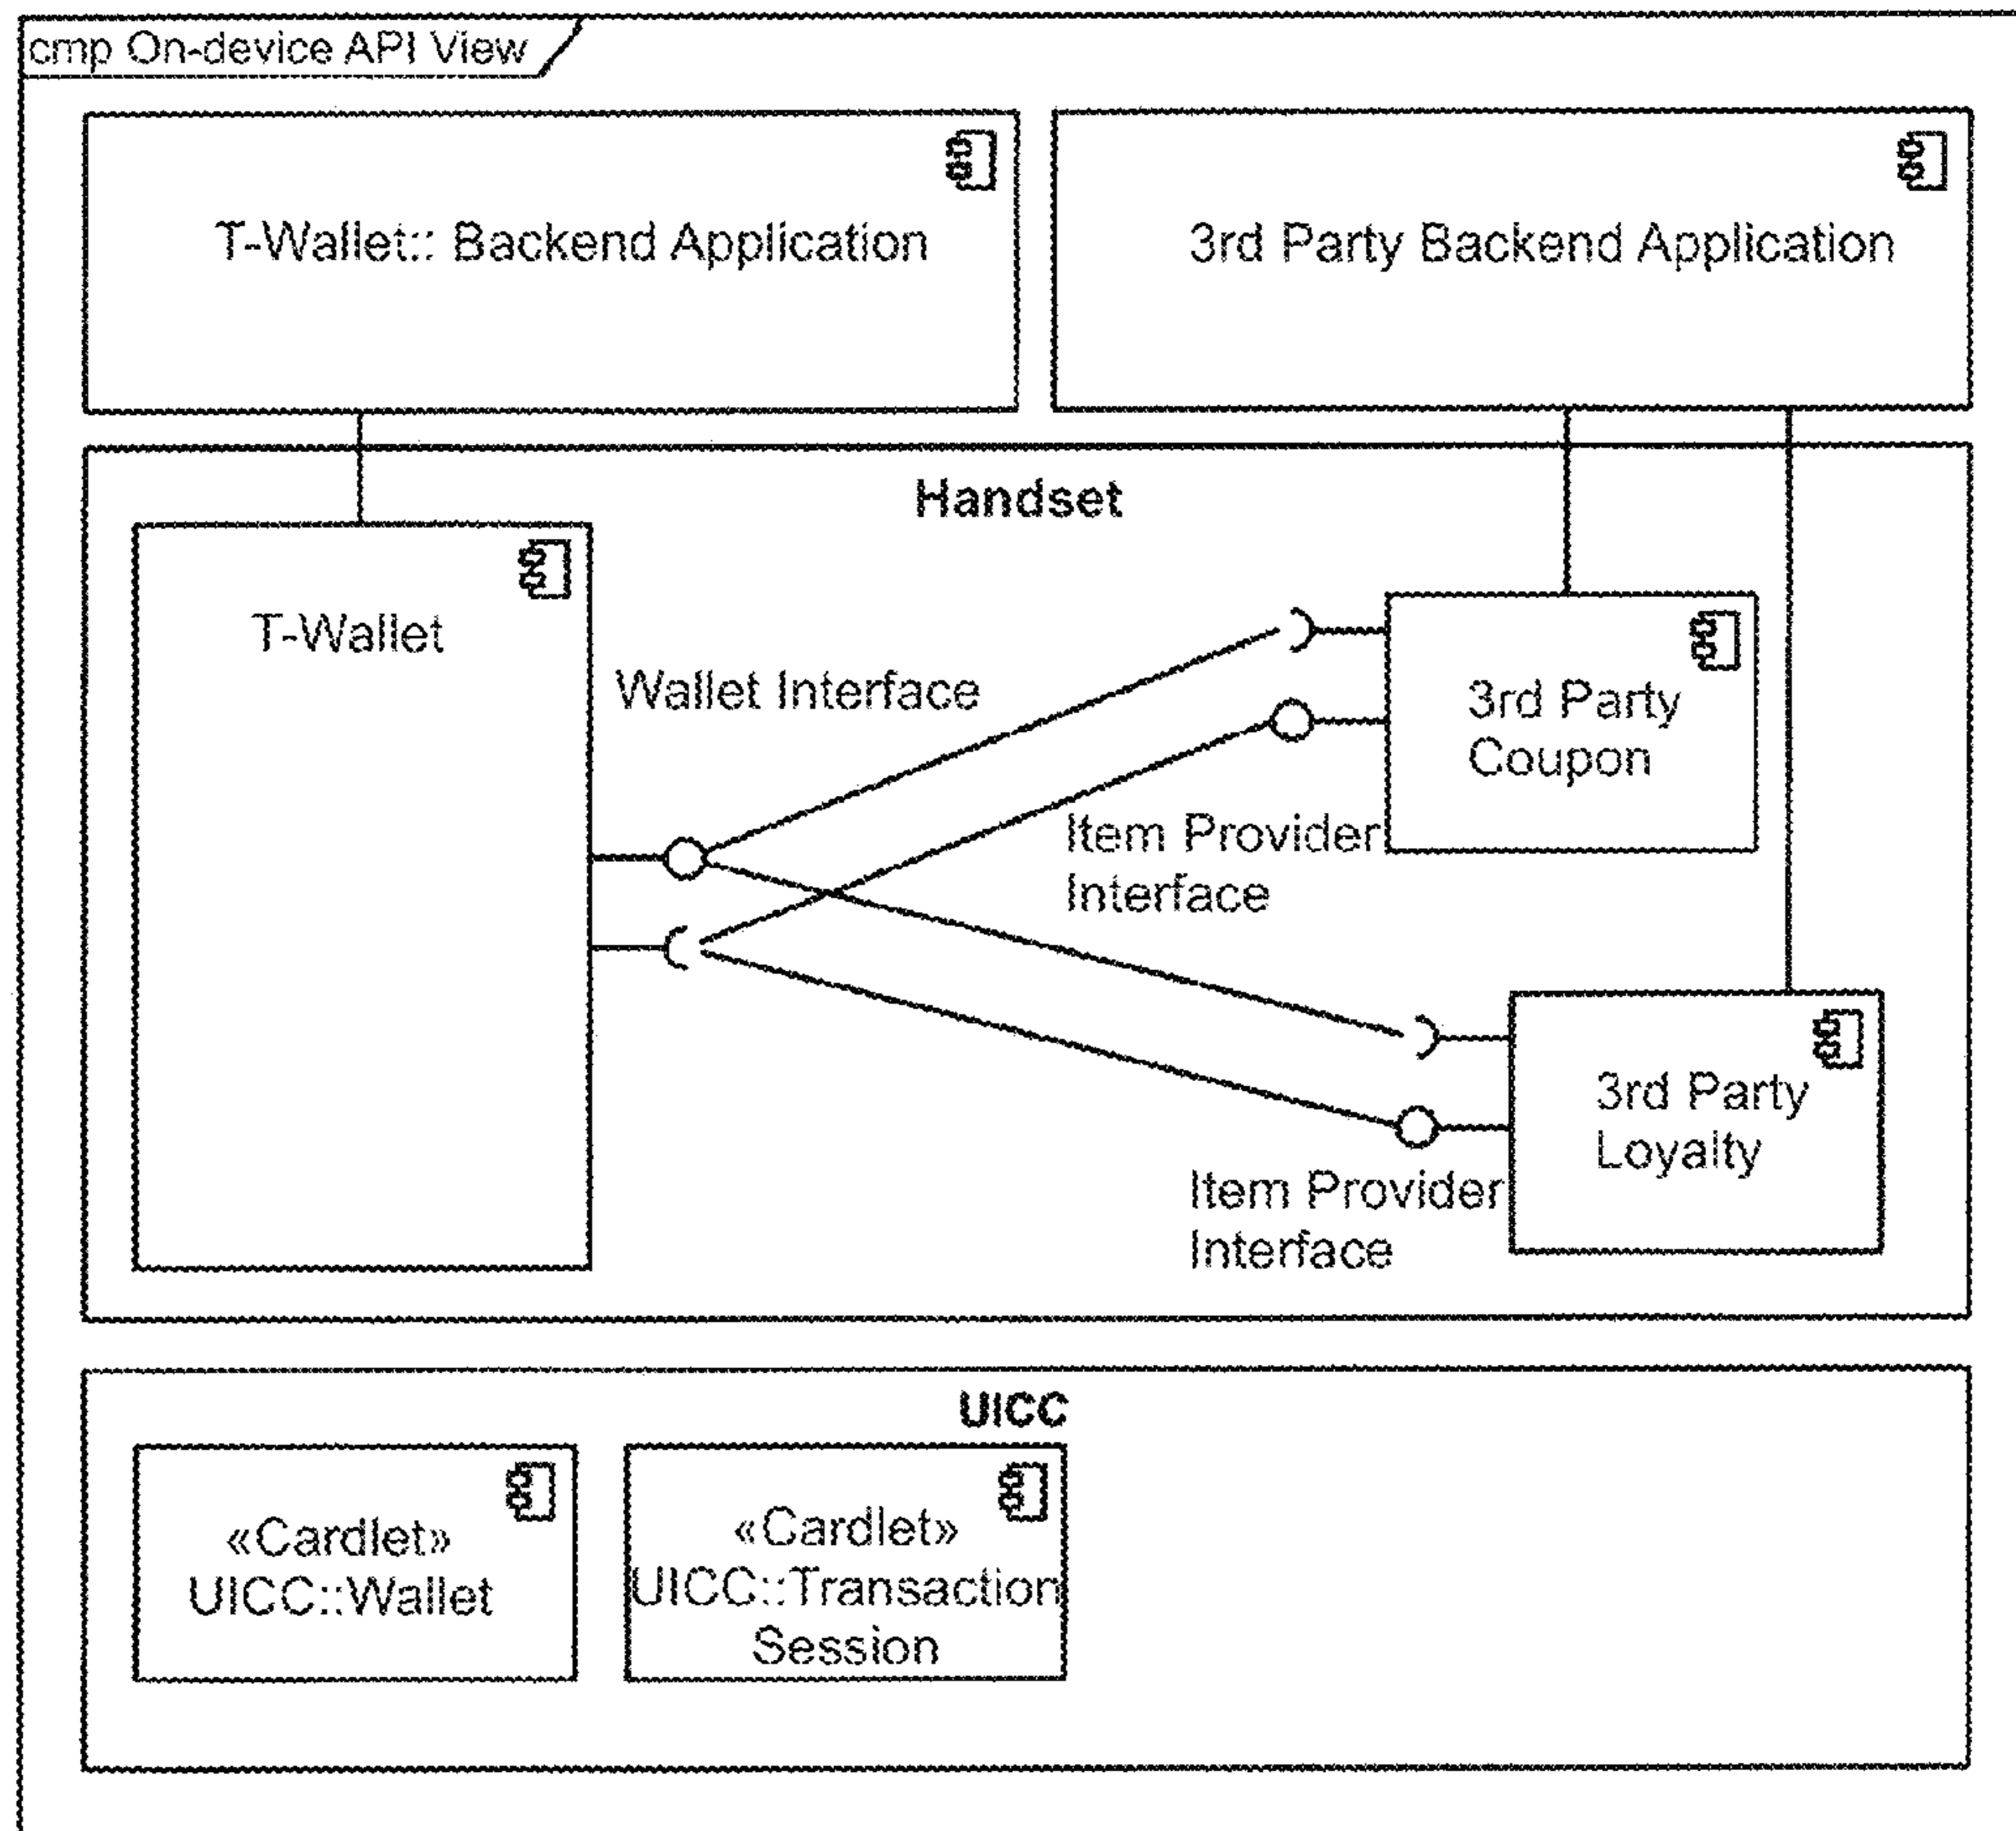 cmp On-device API View
T-Wallet:: Backend Application
3rd Party Backend Application
Handset
T-Wallet
Wallet Interface
3rd Party
Coupon
Item Provider
Interface
3rd Party
Loyalty
Item Provider
Interface
UICC
«Cardlet»
UICC::Wallet
«Cardlet»
UICC::Transaction
Session